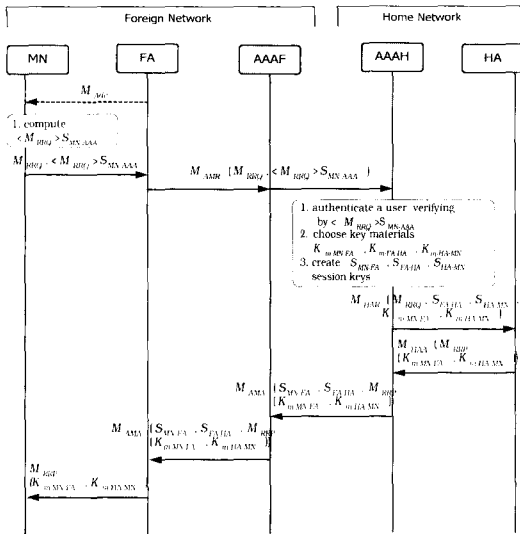 Foreign Network
Home Network
MN
FA
AAAF
AAAH
HA
1. compute
< M_RRQ > S_MN-AAA
M_RRQ , < M_RRQ > S_MN-AAA
M_AMR ( M_RRQ , < M_RRQ > S_MN-AAA )
1. authenticate a user verifying
by < M_RRQ > S_MN-AAA
2. choose key materials
K_m-MN-FA , K_m-FA-HA , K_m-HA-MN
3. create S_MN-FA , S_FA-HA , S_HA-MN
session keys
M_HAR ( M_RRQ , S_FA-HA , S_HA-MN ,
K_m-MN-FA , K_m-HA-MN )
M_HAA ( M_RRP
(K_m-MN-FA , K_m-HA-MN
M_AMA ( S_MN-FA , S_FA-HA , M_RRP
(K_m-MN-FA , K_m-HA-MN
M_AMA ( S_MN-FA , S_FA-HA , M_RRP
(K_m-MN-FA , K_m-HA-MN ))
M_RRP
(K_m-MN-FA , K_m-HA-MN